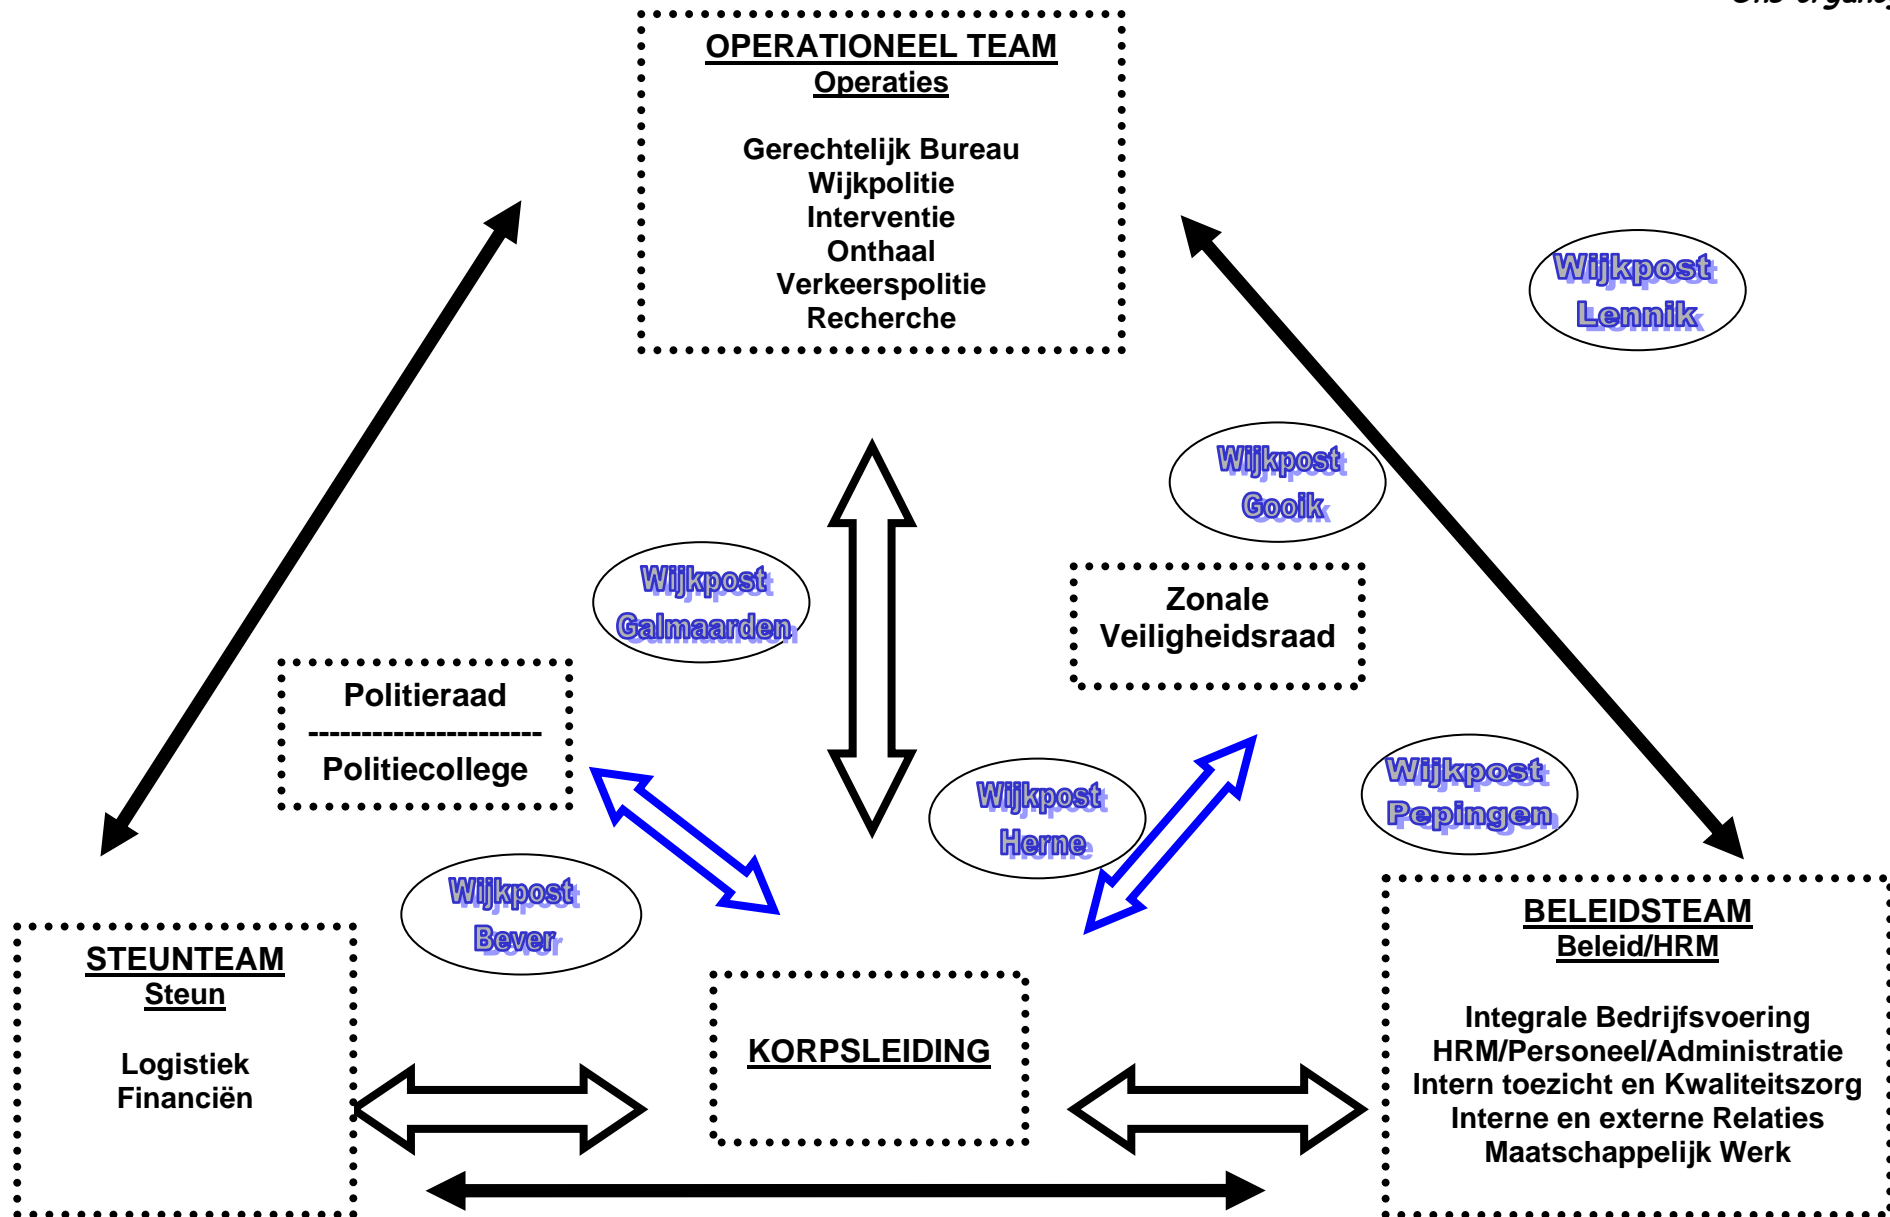 Ons
OPERATIONEEL TEAM
Operaties
Gerechtelijk Bureau
Wijkpolitie
Interventie
Onthaal
Verkeerspolitie
Recherche
Wijkpost
Lennik
Wijkpost
Gooik
Wijkpost
Galmaarden
Zonale
Veiligheidsraad
Politieraad
----------------------
Politiecollege
Wijkpost
Herne
Wijkpost
Pepingen
Wijkpost
Bever
STEUNTEAM
Steun
Logistiek
Financiën
KORPSLEIDING
BELEIDSTEAM
Beleid/HRM
Integrale Bedrijfsvoering
HRM/Personeel/Administratie
Intern toezicht en Kwaliteitszorg
Interne en externe Relaties
Maatschappelijk Werk